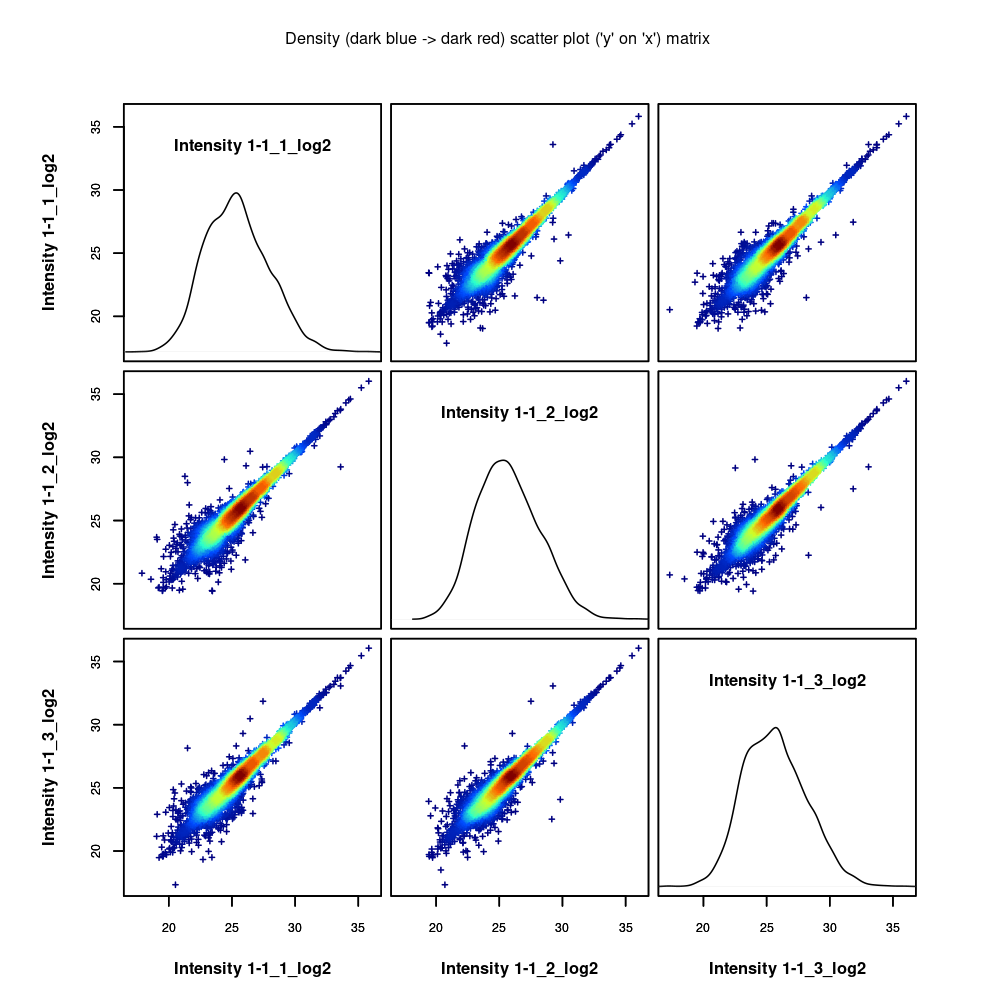 Density (dark blue -> dark red) scatter plot ('y' on 'x') matrix
Intensity 1-1_1_log2
35
30
25
20
Intensity 1-1_1_log2
Intensity 1-1_2_log2
35
30
25
20
Intensity 1-1_2_log2
Intensity 1-1_3_log2
35
30
25
20
Intensity 1-1_3_log2
20 25 30 35 20 25 30 35 20 25 30 35
Intensity 1-1_1_log2 Intensity 1-1_2_log2 Intensity 1-1_3_log2